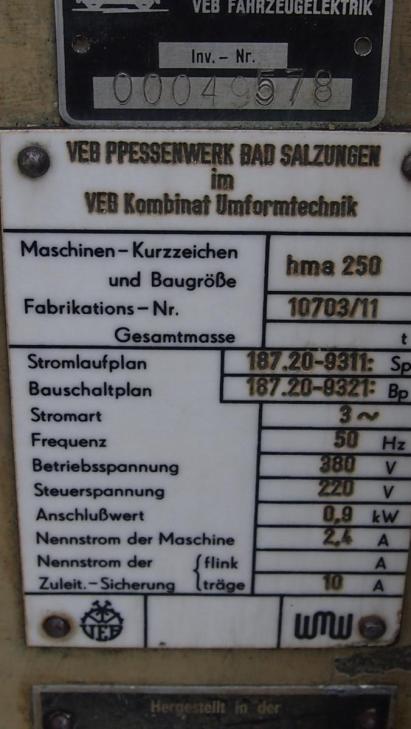 VEB FAHRZEUGELEKTRIK
Inv. - Nr.
00049578
VEB PPESSENWERK BAD SALZUNGEN
im
VEB Kombinat Umformtechnik
Maschinen-Kurzzeichen
und Baugröße hma 250
Fabrikations-Nr. 10703/11
Gesamtmasse t
Stromlaufplan 187.20-9311: Sp
Bauschaltplan 187.20-9321: Bp
Stromart 3 ~
Frequenz 50 Hz
Betriebsspannung 380 V
Steuerspannung 220 V
Anschlußwert 0,9 kW
Nennstrom der Maschine 2,4 A
Nennstrom der { flink A
Zuleit.-Sicherung { träge 10 A
VEB WMW
Hergestellt in der